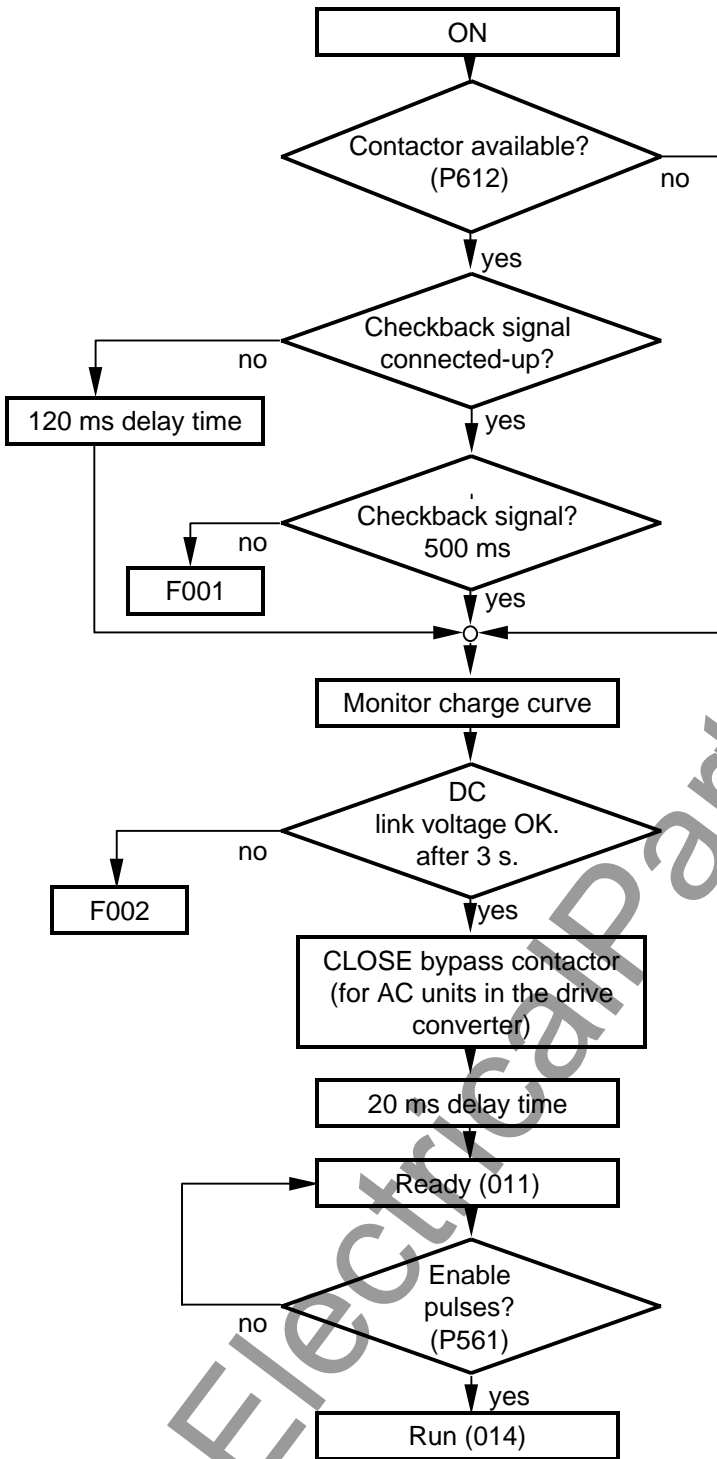 ON
Contactor available?
(P612)
no
yes
Checkback signal
connected-up?
no
120 ms delay time
yes
Checkback signal?
500 ms
no
F001
yes
Monitor charge curve
DC
link voltage OK.
after 3 s.
no
F002
yes
CLOSE bypass contactor
(for AC units in the drive
converter)
20 ms delay time
Ready (011)
Enable
pulses?
(P561)
no
yes
Run (014)
ElectricalPar